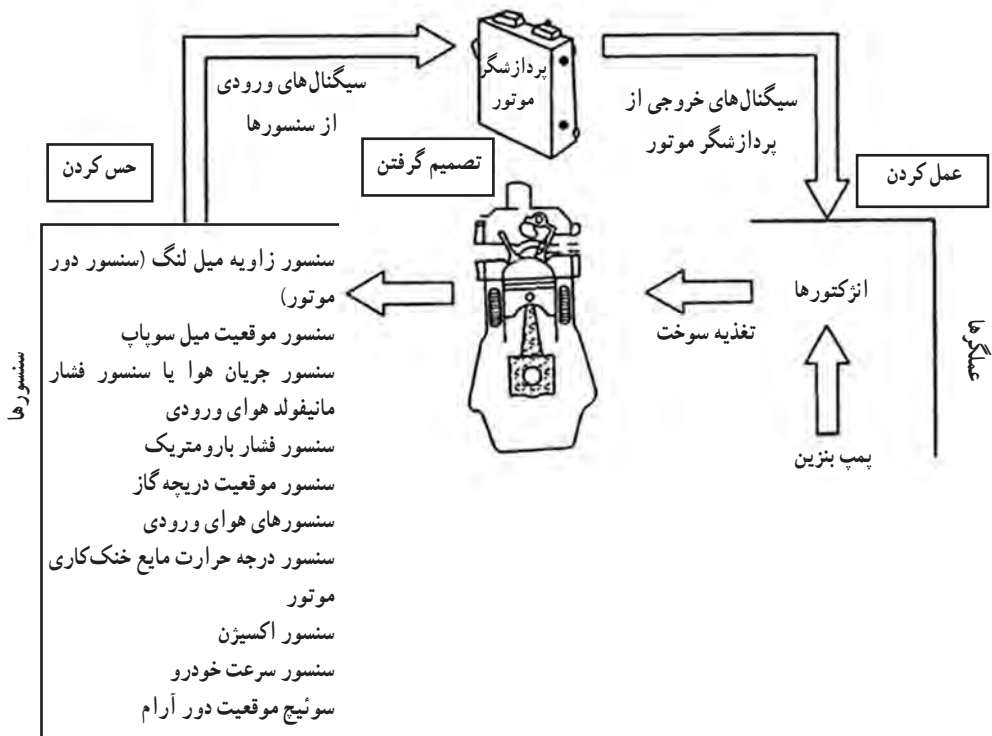 سیگنال‌های ورودی
از سنسورها
پردازشگر
موتور
سیگنال‌های خروجی از
پردازشگر موتور
حس کردن
تصمیم گرفتن
عمل کردن
سنسور زاویه میل لنگ (سنسور دور
موتور)
سنسور موقعیت میل سوپاپ
سنسور جریان هوا یا سنسور فشار
مانیفولد هوای ورودی
سنسور فشار بارومتریک
سنسور موقعیت دریچه گاز
سنسورهای هوای ورودی
سنسور درجه حرارت مایع خنک‌کاری
موتور
سنسور اکسیژن
سنسور سرعت خودرو
سوئیچ موقعیت دور آرام
سنسورها
تغذیه سوخت
انژکتورها
پمپ بنزین
عملگرها